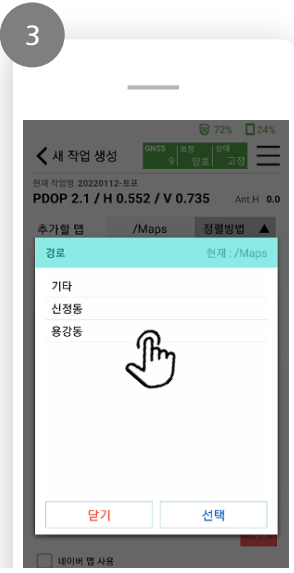 3
72% 24%
새 작업 생성
GNSS 보정 상태
9 양호 고정
현재 작업명 20220112-토표
PDOP 2.1 / H 0.552 / V 0.735 Ant.H 0.0
추가할 맵 /Maps 정렬방법 ▲
경로 현재 : /Maps
기타
신정동
용강동
닫기 선택
네이버 맵 사용